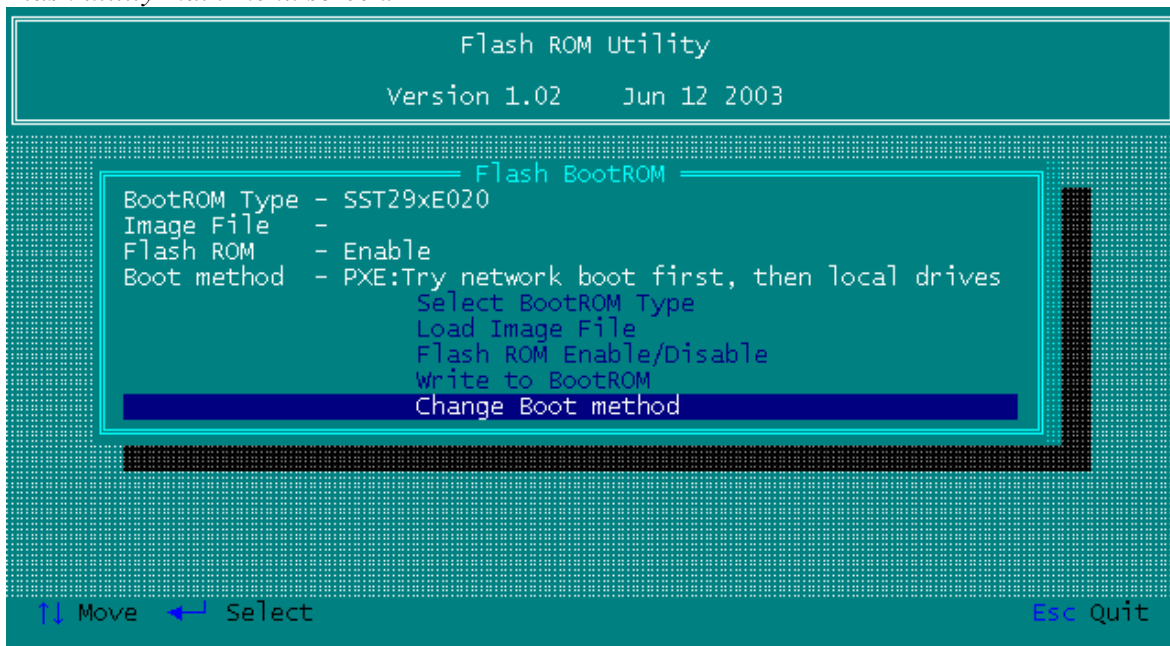 Flash ROM Utility
Version 1.02 Jun 12 2003
Flash BootROM
BootROM Type - SST29xE020
Image File -
Flash ROM - Enable
Boot method - PXE:Try network boot first, then local drives
Select BootROM Type
Load Image File
Flash ROM Enable/Disable
Write to BootROM
Change Boot method
↑↓ Move ←┘ Select Esc Quit